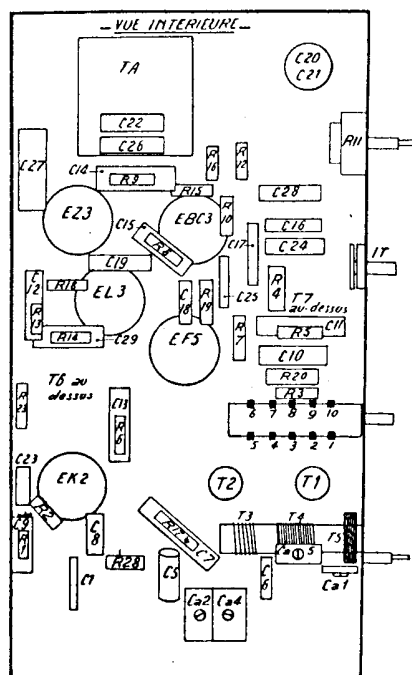 VUE INTERIEURE
TA
C20
C21
C22
C26
C27
C14
R9
R16
R12
R11
R15
EZ3
EBC3
R10
C28
C15
R8
C17
C16
C24
1T
C19
EL3
C12
R13
R14
C29
C18
R19
C25
R4
T7
au-dessus
R5
C11
EF5
R7
C10
R20
R3
T6 au
dessus
C13
R6
6 7 8 9 10
5 4 3 2 1
C23
EK2
R2
T2
T1
C9
R1
C8
R28
C1
C7
C5
T3
T4
T5
Ca 5
C6
Ca1
Ca2
Ca4